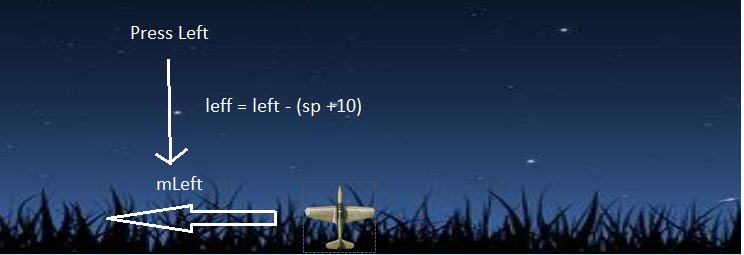 Press Left
leff = left - (sp +10)
mLeft